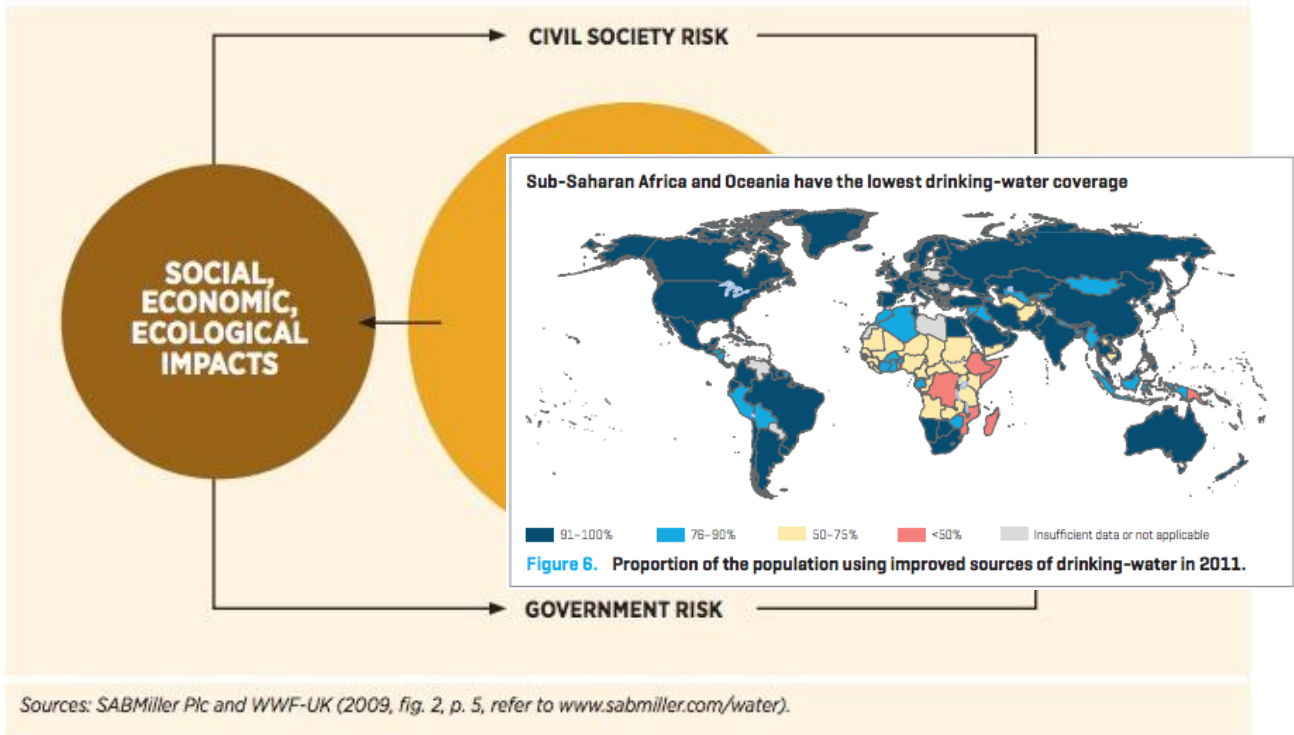 CIVIL SOCIETY RISK
SOCIAL,
ECONOMIC,
ECOLOGICAL
IMPACTS
Sub-Saharan Africa and Oceania have the lowest drinking-water coverage
91–100%
76–90%
50–75%
<50%
Insufficient data or not applicable
Figure 6. Proportion of the population using improved sources of drinking-water in 2011.
GOVERNMENT RISK
Sources: SABMiller Plc and WWF-UK (2009, fig. 2, p. 5, refer to www.sabmiller.com/water).